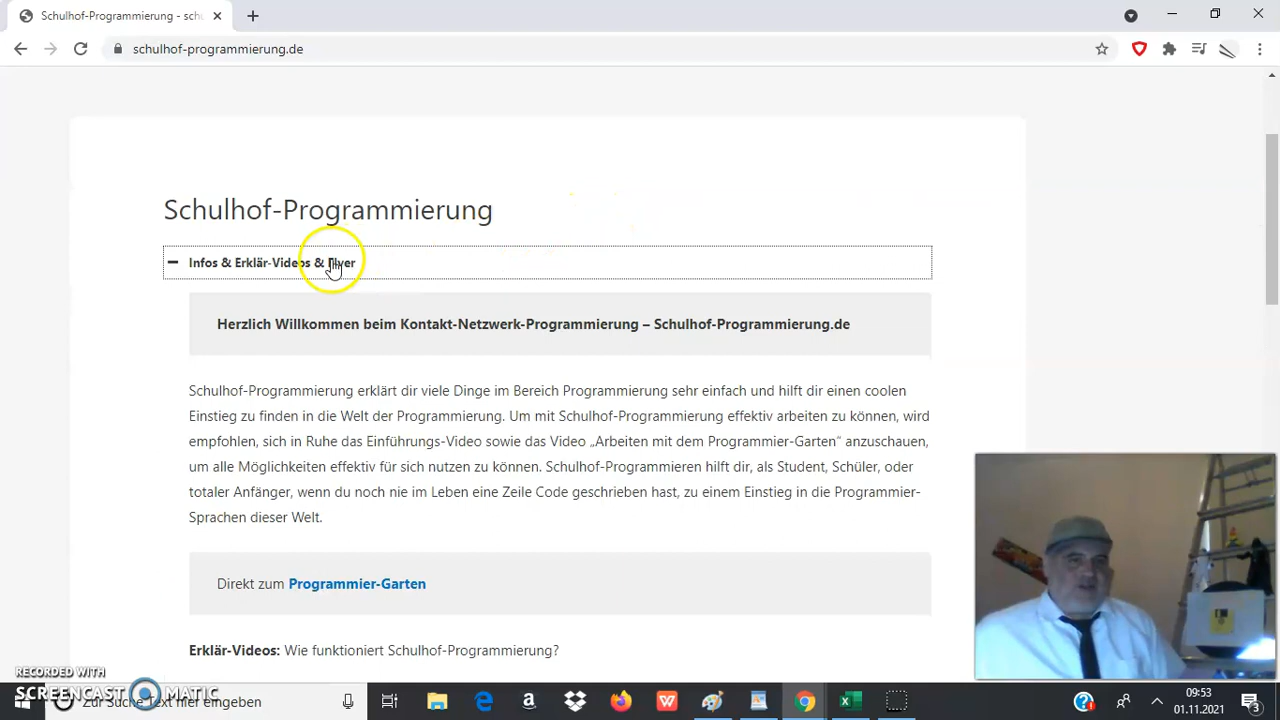 Schulhof-Programmierung - schu
schulhof-programmierung.de
Schulhof-Programmierung
Infos & Erklär-Videos & Flyer
Herzlich Willkommen beim Kontakt-Netzwerk-Programmierung – Schulhof-Programmierung.de
Schulhof-Programmierung erklärt dir viele Dinge im Bereich Programmierung sehr einfach und hilft dir einen coolen
Einstieg zu finden in die Welt der Programmierung. Um mit Schulhof-Programmierung effektiv arbeiten zu können, wird
empfohlen, sich in Ruhe das Einführungs-Video sowie das Video „Arbeiten mit dem Programmier-Garten“ anzuschauen,
um alle Möglichkeiten effektiv für sich nutzen zu können. Schulhof-Programmieren hilft dir, als Student, Schüler, oder
totaler Anfänger, wenn du noch nie im Leben eine Zeile Code geschrieben hast, zu einem Einstieg in die Programmier-
Sprachen dieser Welt.
Direkt zum Programmier-Garten
Erklär-Videos: Wie funktioniert Schulhof-Programmierung?
RECORDED WITH
SCREENCAST MATIC
Zur Suche Text hier eingeben
09:53
01.11.2021
3